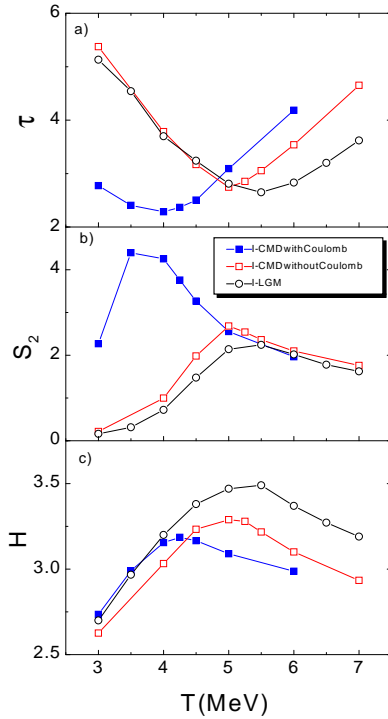 a)
6
4
2
τ
b)
I-CMDwithCoulomb
I-CMDwithoutCoulomb
I-LGM
4
2
0
S2
c)
3.5
3.0
2.5
H
3 4 5 6 7
T(MeV)